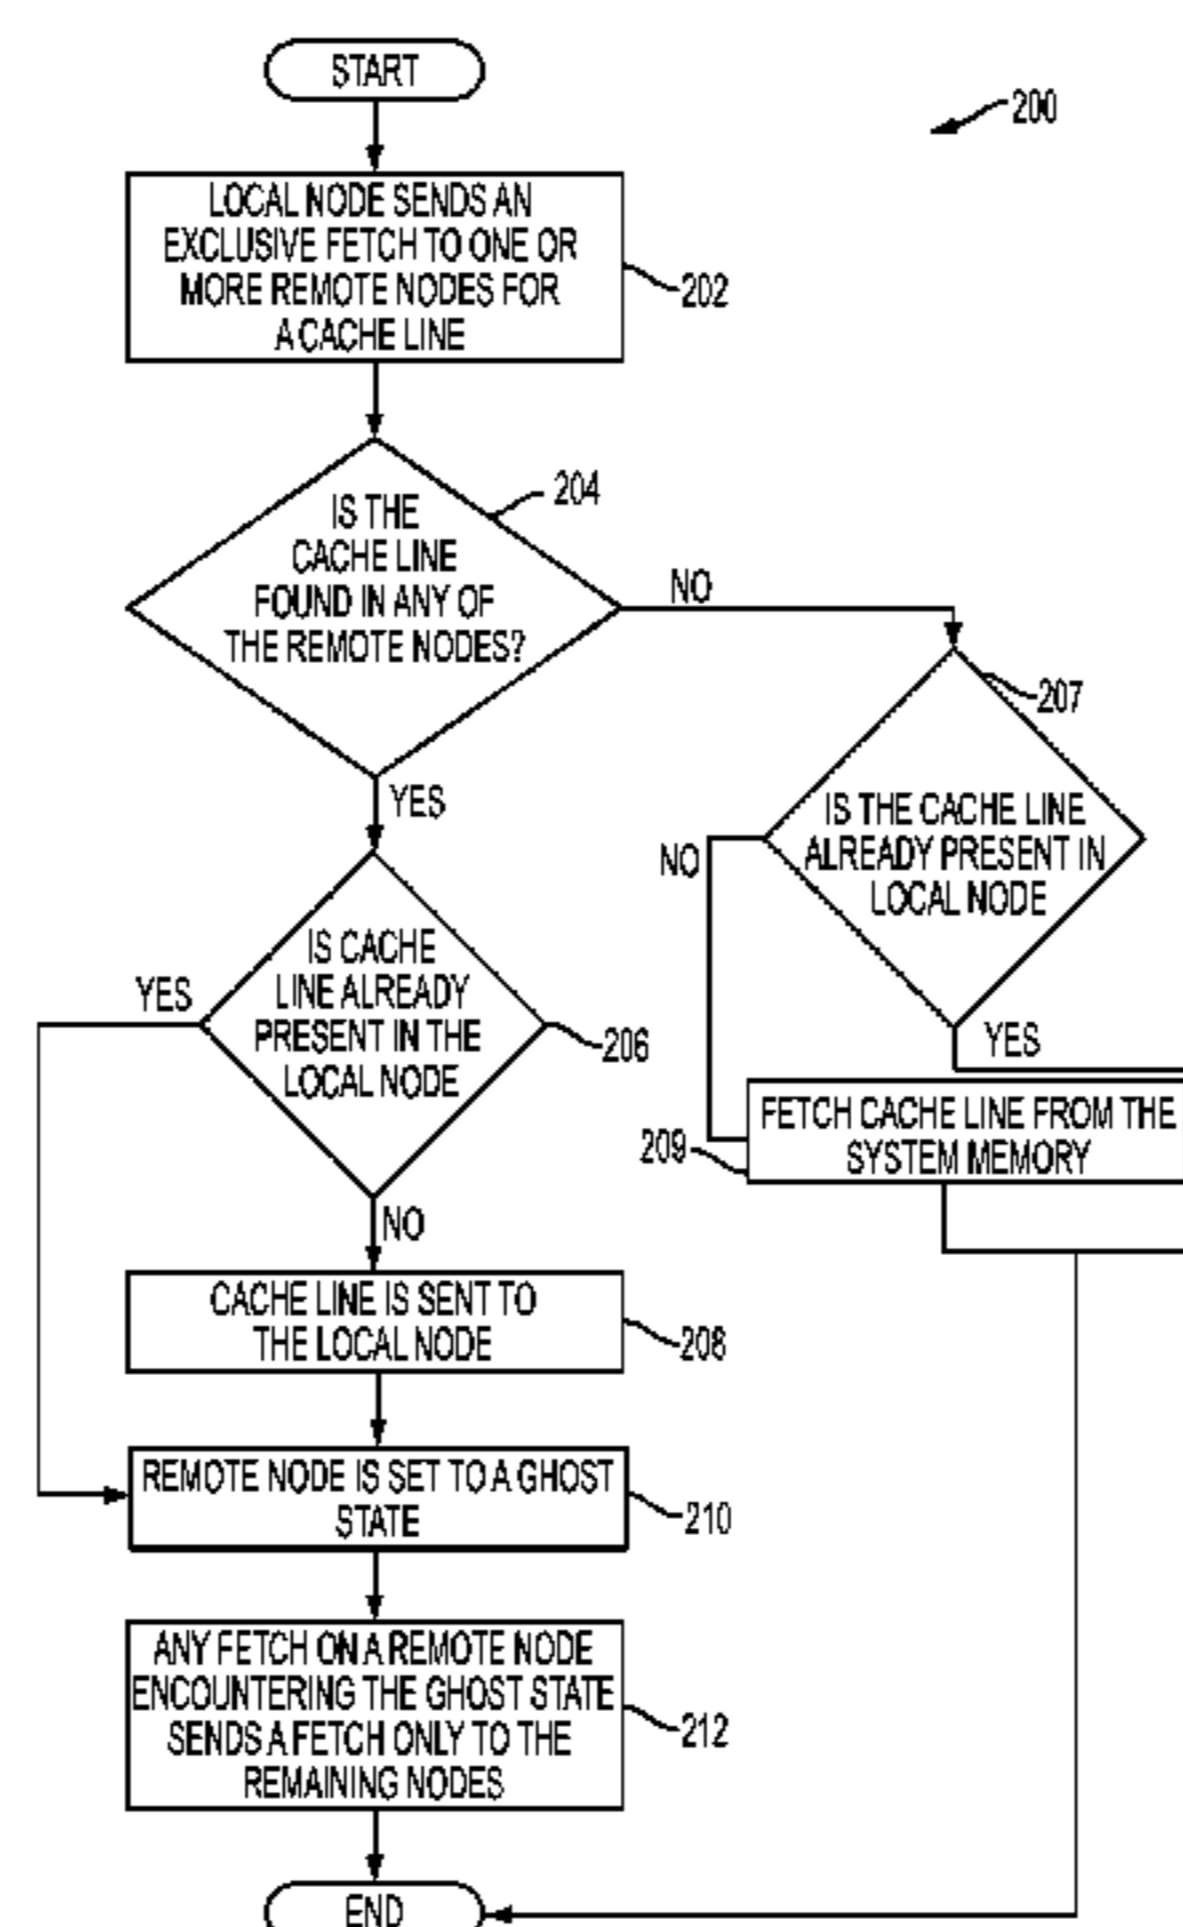 START
200
LOCAL NODE SENDS AN
EXCLUSIVE FETCH TO ONE OR
MORE REMOTE NODES FOR
A CACHE LINE
202
IS THE
CACHE LINE
FOUND IN ANY OF
THE REMOTE NODES?
204
NO
YES
207
IS THE CACHE LINE
ALREADY PRESENT IN
LOCAL NODE
NO
YES
IS CACHE
LINE ALREADY
PRESENT IN THE
LOCAL NODE
YES
206
NO
FETCH CACHE LINE FROM THE
SYSTEM MEMORY
209
CACHE LINE IS SENT TO
THE LOCAL NODE
208
REMOTE NODE IS SET TO A GHOST
STATE
210
ANY FETCH ON A REMOTE NODE
ENCOUNTERING THE GHOST STATE
SENDS A FETCH ONLY TO THE
REMAINING NODES
212
END